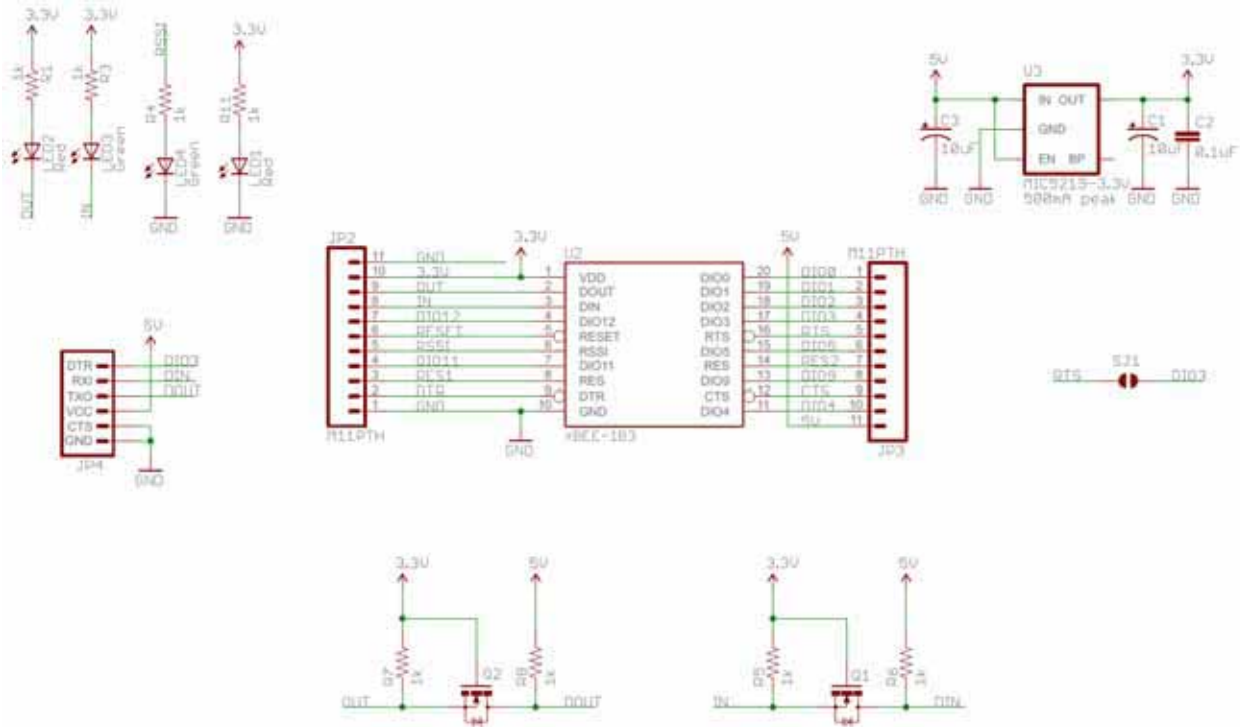 3.3V 3.3V RSSI 3.3V
1k R1 1k R3 R4 1k R11 1k
LED2 Red LED3 Green LED4 Green LED1 Red
OUT IN GND GND
5V U3 3.3V
IN OUT
C3 10uF GND C1 10uF C2 0.1uF
EN BP
MIC5219-3.3V
500mA peak
GND GND GND GND
JP2 3.3V U2 5V M11PTH
11 GND
10 3.3V 1 VDD DIO0 20 DIO0 1
9 OUT 2 DOUT DIO1 19 DIO1 2
8 IN 3 DIN DIO2 18 DIO2 3
7 DIO12 4 DIO12 DIO3 17 DIO3 4
6 RESET 5 RESET RTS 16 RTS 5
5 RSSI 6 RSSI DIO5 15 DIO5 6
4 DIO11 7 DIO11 RES 14 RES2 7
3 RES1 8 RES DIO9 13 DIO9 8
2 DTR 9 DTR CTS 12 CTS 9
1 GND 10 GND DIO4 11 DIO4 10
5V 11
M11PTH GND XBEE-1B3 JP3
5V
DTR DIO3
RXI DIN
TXO DOUT
VCC
CTS
GND
JP4
GND
SJ1
RTS DIO3
3.3V 5V 3.3V 5V
R7 1k Q2 R8 1k R5 1k Q1 R6 1k
OUT DOUT IN DIN